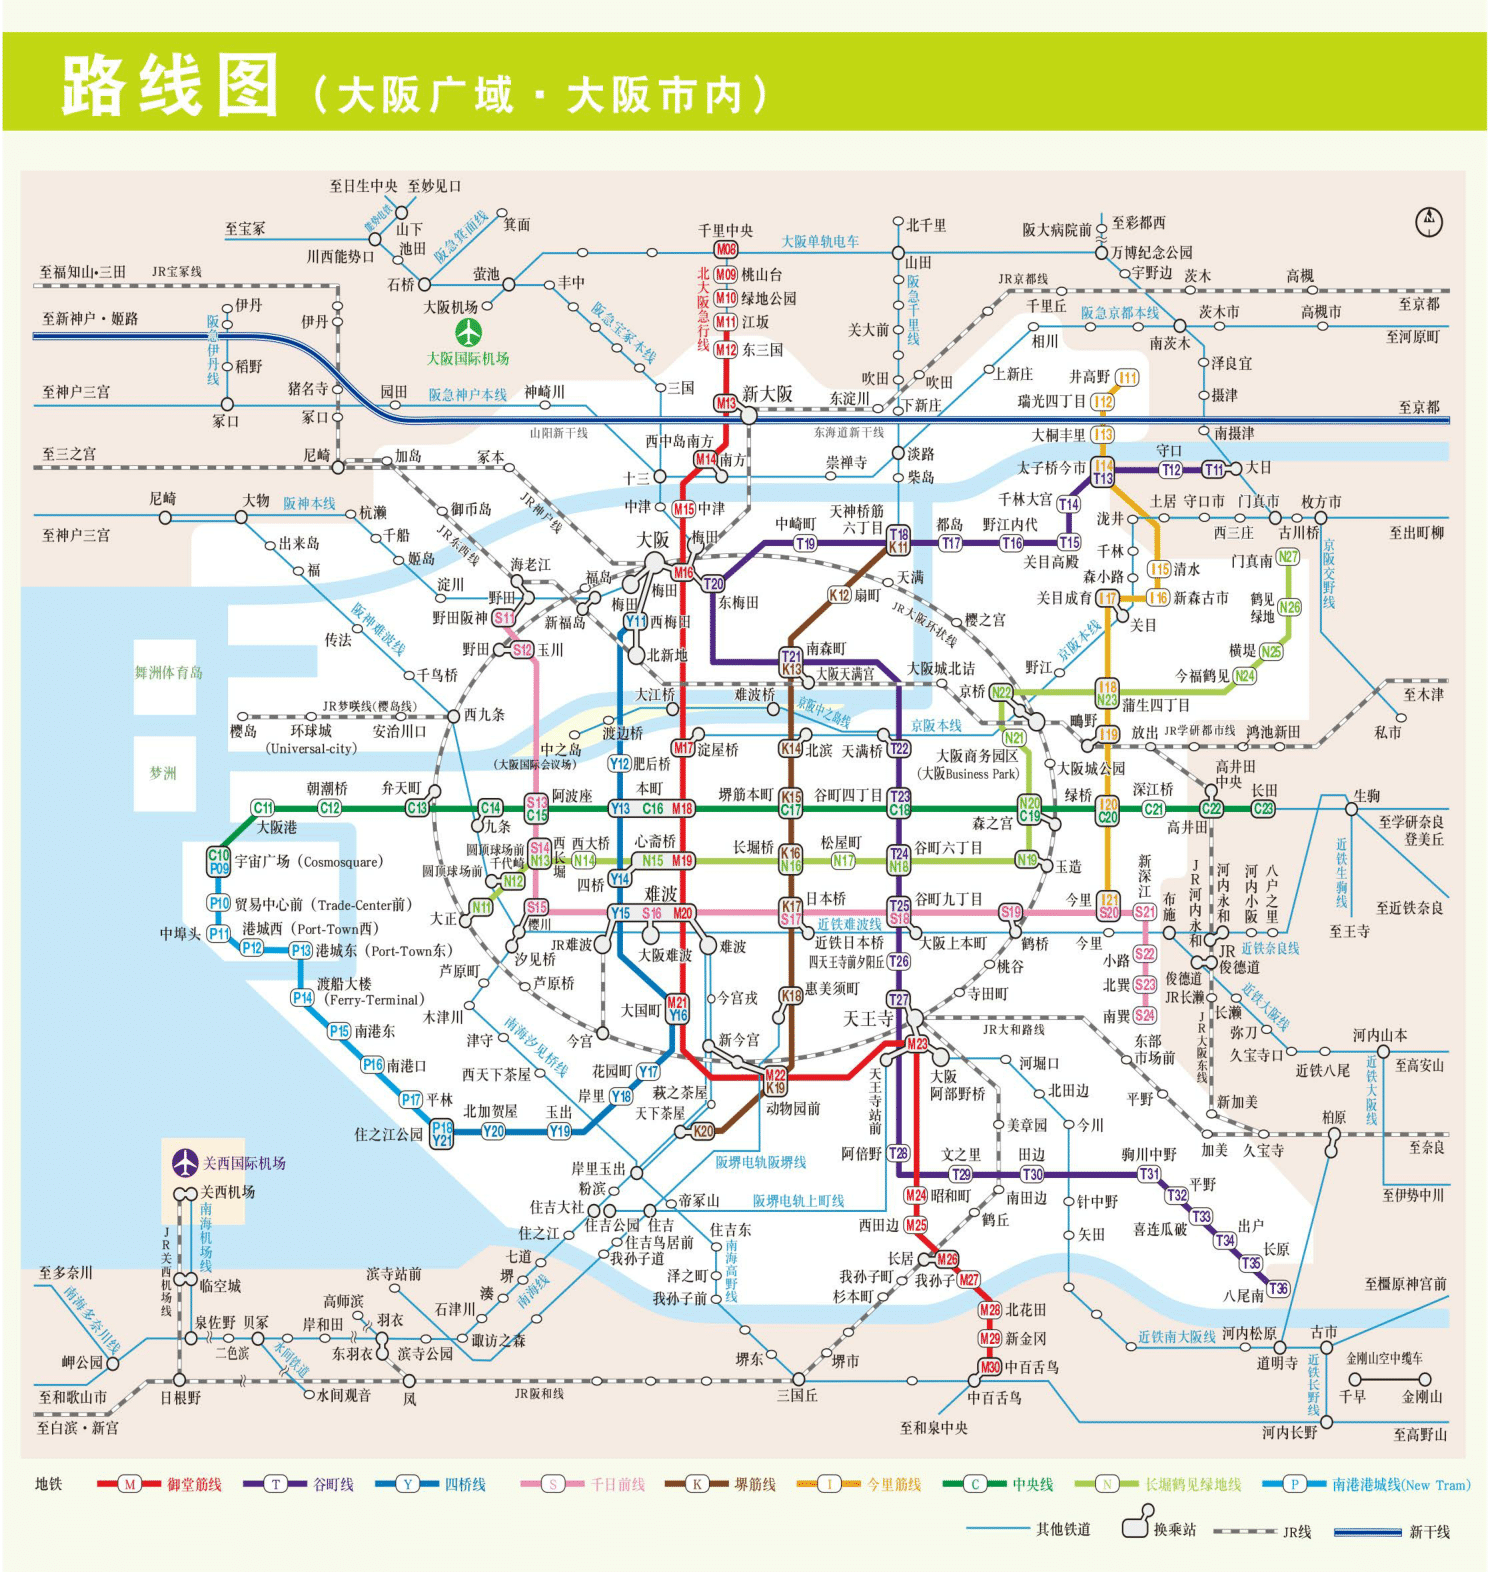 路线图（大阪广域·大阪市内）
至日生中央 至妙见口
能势电铁
山下
至宝冢
川西能势口
池田
阪急箕面线
箕面
石桥
萤池
丰中
大阪机场
大阪国际机场
千里中央
M08
大阪单轨电车
北千里
山田
阪大病院前
至彩都西
万博纪念公园
宇野边
至福知山·三田
JR宝冢线
伊丹
伊丹
阪急伊丹线
稻野
冢口
猪名寺
冢口
至新神户·姬路
至神户三宫
园田
阪急神户本线
神崎川
阪急宝冢本线
三国
北大阪急行线
M09 桃山台
M10 绿地公园
M11 江坂
M12 东三国
M13
新大阪
阪急千里线
关大前
吹田
吹田
下新庄
东淀川
JR京都线
千里丘
茨木
高槻
至京都
阪急京都本线
茨木市
高槻市
至河原町
相川
南茨木
上新庄
泽良宜
摄津
南摄津
至京都
井高野 I11
瑞光四丁目 I12
大桐丰里 I13
太子桥今市 I14
T13
守口
T12
T11
大日
山阳新干线
东海道新干线
至三之宫
尼崎
加岛
冢本
十三
西中岛南方
M14
南方
崇禅寺
淡路
柴岛
JR神户线
JR东西线
御币岛
中津
M15 中津
尼崎
大物
阪神本线
杭濑
千船
姬岛
淀川
至神户三宫
出来岛
福
传法
千鸟桥
阪神难波线
海老江
野田
野田阪神 S11
新福岛
福岛
大阪
梅田
梅田
M16
梅田
T20
东梅田
Y11 西梅田
北新地
野田 S12 玉川
中崎町
T19
天神桥筋六丁目
T18
K11
都岛
T17
野江内代
T16
T15
关目高殿
T14
千林大宫
土居 守口市 门真市 枚方市
泷井
西三庄 古川桥
至出町柳
千林
森小路
I15 清水
I16 新森古市
关目成育 I17
关目
门真南 N27
鹤见绿地 N26
横堤 N25
今福鹤见 N24
京阪交野线
京阪本线
野江
天满
K12 扇町
JR大阪环状线
樱之宫
南森町
T21
K13
大阪天满宫
大阪城北诘
京桥 N22
I18
N23
蒲生四丁目
鴫野
I19 放出 JR学研都市线 鸿池新田
至木津
私市
舞洲体育岛
梦洲
JR梦咲线(樱岛线)
樱岛 环球城 安治川口
(Universal-city)
西九条
大江桥 难波桥
京阪中之岛线
京阪本线
中之岛
(大阪国际会议场)
渡边桥
M17 淀屋桥
K14 北滨
天满桥 T22
Y12 肥后桥
N21
大阪商务园区
(大阪Business Park)
大阪城公园
高井田中央
朝潮桥
弁天町
C11
大阪港
C12
C13
C14
九条
S13
C15
阿波座
本町
Y13 C16 M18
堺筋本町
K15
C17
谷町四丁目
T23
C18
N20
C19
森之宫
绿桥
I20
C20
深江桥
C21
C22
高井田
长田
C23
生驹
至学研奈良登美丘
近铁生驹线
至王寺
至近铁奈良
C10
P09
宇宙广场 (Cosmosquare)
P10 贸易中心前 (Trade-Center前)
中埠头 P11
港城西 (Port-Town西)
P12
P13 港城东 (Port-Town东)
P14
渡船大楼
(Ferry-Terminal)
P15 南港东
P16 南港口
P17 平林
住之江公园
P18
Y21
北加贺屋
Y20
玉出
Y19
岸里 Y18
花园町 Y17
圆顶球场前千代崎
S14
N13
西长堀
西大桥
N14
圆顶球场前
N12
N11
大正
心斋桥
N15 M19
四桥 Y14
长堀桥
K16
N16
松屋町
N17
谷町六丁目
T24
N18
N19
玉造
S15
樱川
难波
Y15 S16 M20
日本桥
K17
S17
谷町九丁目
T25
S18
S19
鹤桥
今里
I21
S20
新深江
S21
近铁难波线
近铁日本桥
大阪上本町
今里
布施
S22
小路
北巽 S23
南巽 S24
JR河内永和
河内永和
河内小阪
八户之里
近铁奈良线
JR俊德道
俊德道
JR长濑
长濑
弥刀
久宝寺口
近铁大阪线
近铁八尾
河内山本
至高安山
JR大阪东线
新加美
JR难波
大阪难波
难波
汐见桥
芦原町
芦原桥
木津川
津守
西天下茶屋
南海汐见桥线
大国町
M21
Y16
今宫戎
今宫
新今宫
惠美须町
K18
四天王寺前夕阳丘 T26
桃谷
寺田町
T27
天王寺
M23
JR大和路线
M22
K19
动物园前
萩之茶屋
天下茶屋 K20
天王寺站前
大阪阿部野桥
河堀口
北田边
今川
美章园
东部市场前
平野
加美 久宝寺
柏原
至奈良
近铁大阪线
至伊势中川
阿倍野 T28
文之里
T29
田边
T30
驹川中野
T31
平野
T32
喜连瓜破
T33
出户
T34
长原
T35
八尾南
T36
南田边
鹤丘
针中野
矢田
M24 昭和町
西田边 M25
长居
M26
我孙子 M27
M28 北花田
M29 新金冈
M30 中百舌鸟
中百舌鸟
我孙子町
杉本町
阪堺电轨阪堺线
阪堺电轨上町线
岸里玉出
粉滨
住吉大社
住吉公园 住吉
帝冢山
住之江
七道
堺
湊
石津川
住吉鸟居前
我孙子道
住吉东
泽之町
我孙子前
南海高野线
南海线
诹访之森
堺东
堺市
三国丘
至和泉中央
近铁南大阪线
河内松原
道明寺
古市
至橿原神宫前
近铁长野线
河内长野
至高野山
金刚山空中缆车
千早
金刚山
关西国际机场
关西机场
JR关西机场线
南海机场线
临空城
至多奈川
南海多奈川线
岬公园
至和歌山市
至白滨·新宫
日根野
泉佐野 贝冢
二色滨
水间铁道
水间观音
岸和田
高师滨
羽衣
东羽衣
滨寺公园
滨寺站前
凤
JR阪和线
地铁
M 御堂筋线
T 谷町线
Y 四桥线
S 千日前线
K 堺筋线
I 今里筋线
C 中央线
N 长堀鹤见绿地线
P 南港港城线(New Tram)
其他铁道
换乘站
JR线
新干线